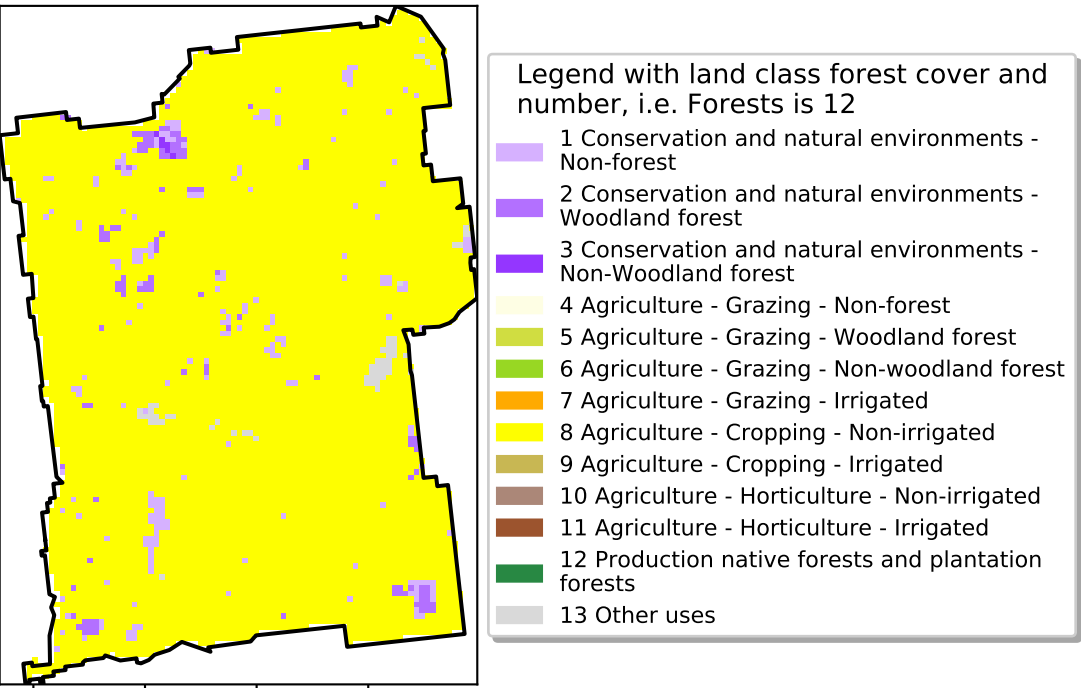 Legend with land class forest cover and
number, i.e. Forests is 12
1 Conservation and natural environments -
Non-forest
2 Conservation and natural environments -
Woodland forest
3 Conservation and natural environments -
Non-Woodland forest
4 Agriculture - Grazing - Non-forest
5 Agriculture - Grazing - Woodland forest
6 Agriculture - Grazing - Non-woodland forest
7 Agriculture - Grazing - Irrigated
8 Agriculture - Cropping - Non-irrigated
9 Agriculture - Cropping - Irrigated
10 Agriculture - Horticulture - Non-irrigated
11 Agriculture - Horticulture - Irrigated
12 Production native forests and plantation
forests
13 Other uses